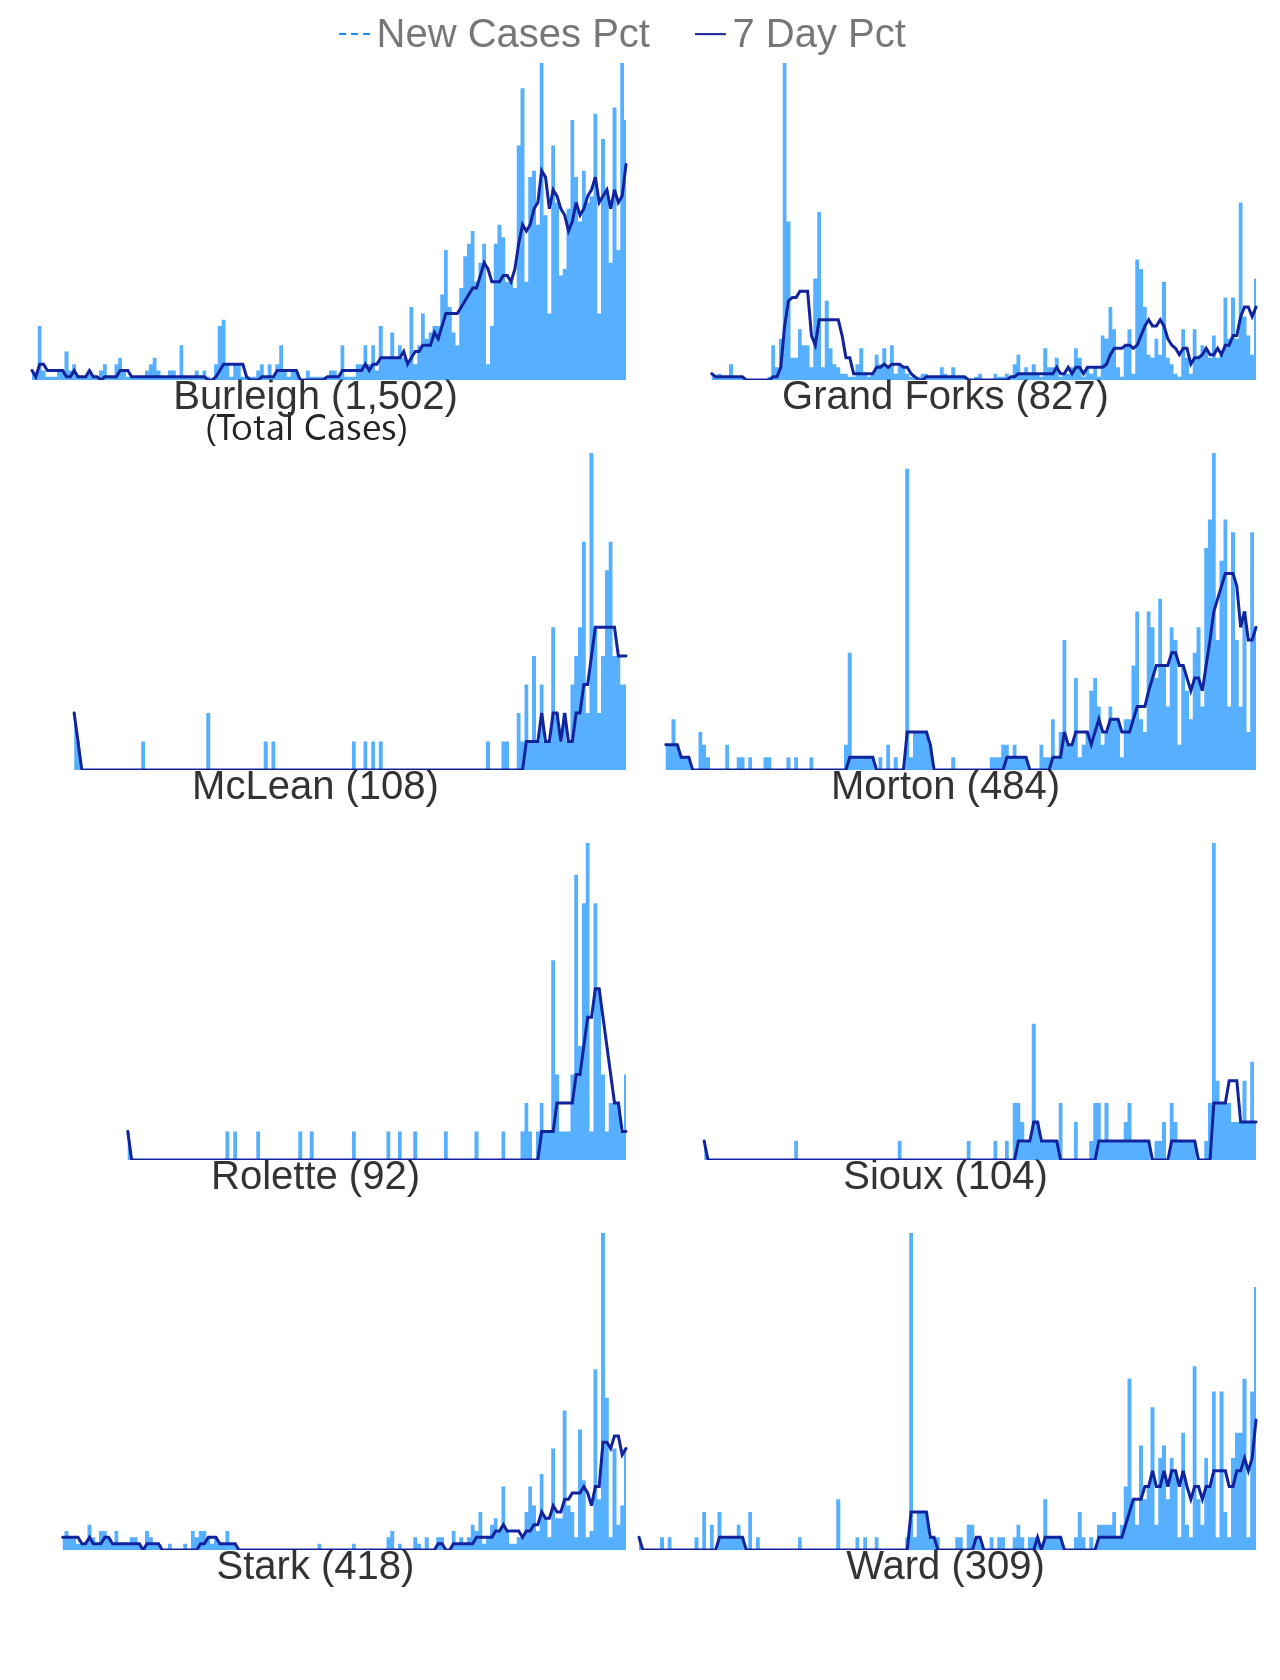 New Cases Pct 7 Day Pct
Burleigh (1,502) Grand Forks (827)
(Total Cases)
McLean (108) Morton (484)
Rolette (92) Sioux (104)
Stark (418) Ward (309)